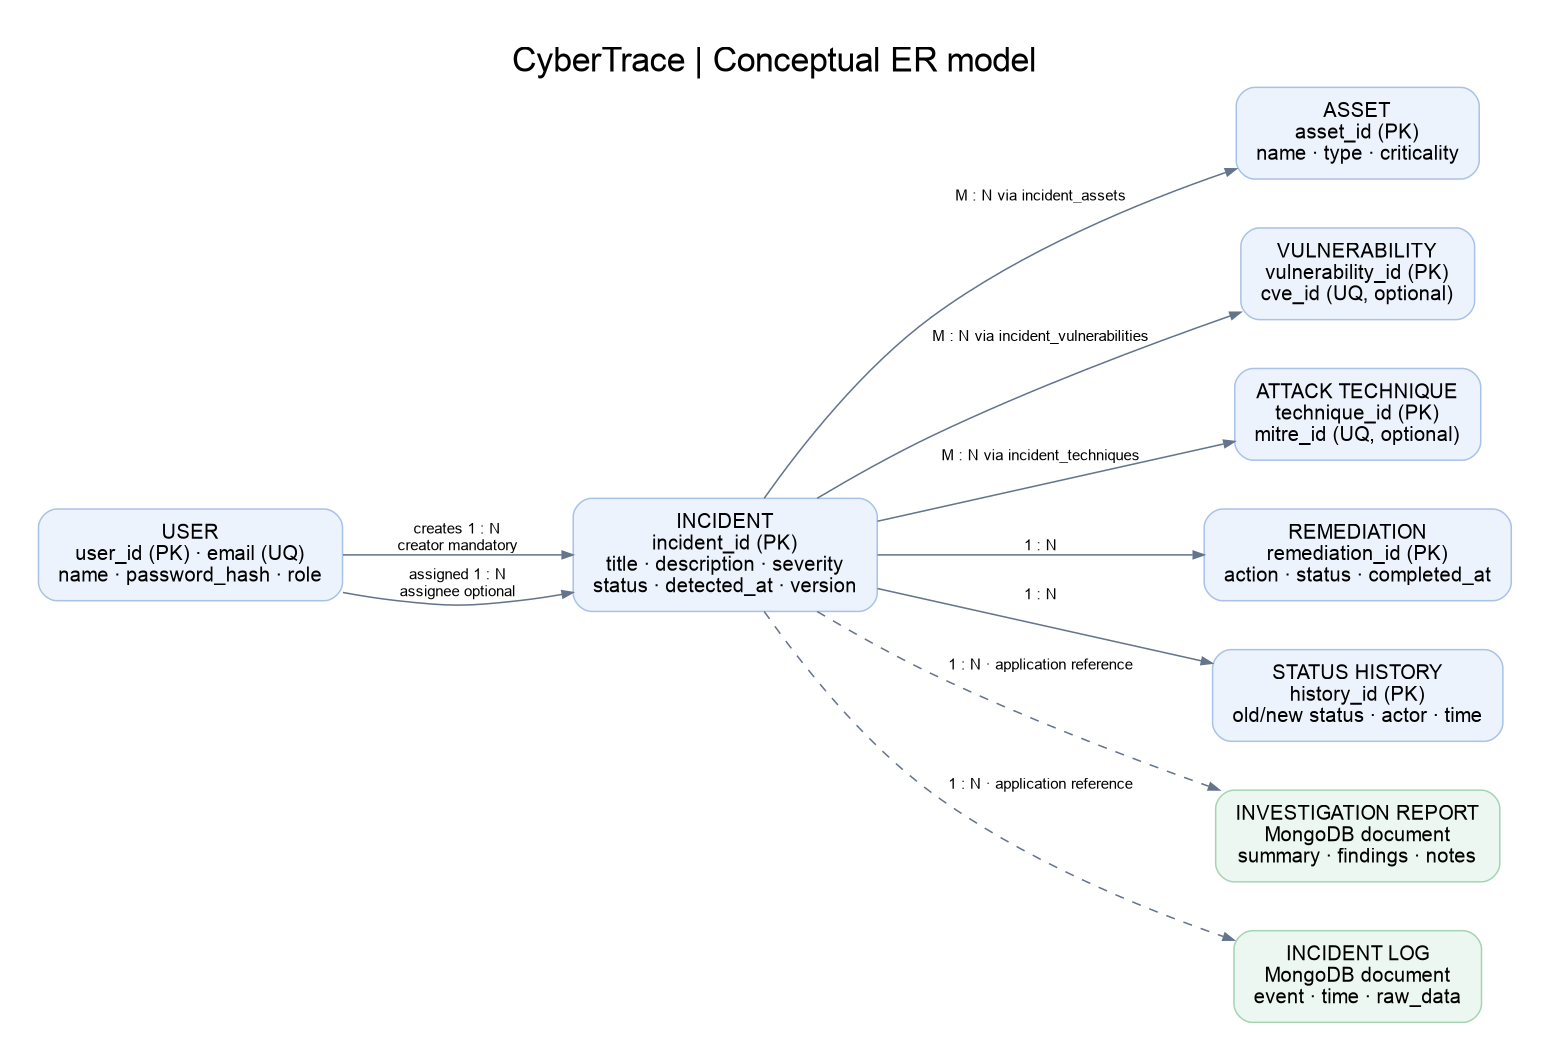 CyberTrace | Conceptual ER model
ASSET
asset_id (PK)
name · type · criticality
M : N via incident_assets
VULNERABILITY
vulnerability_id (PK)
cve_id (UQ, optional)
M : N via incident_vulnerabilities
ATTACK TECHNIQUE
technique_id (PK)
mitre_id (UQ, optional)
M : N via incident_techniques
USER
user_id (PK) · email (UQ)
name · password_hash · role
creates 1 : N
creator mandatory
assigned 1 : N
assignee optional
INCIDENT
incident_id (PK)
title · description · severity
status · detected_at · version
1 : N
REMEDIATION
remediation_id (PK)
action · status · completed_at
1 : N
STATUS HISTORY
history_id (PK)
old/new status · actor · time
1 : N · application reference
INVESTIGATION REPORT
MongoDB document
summary · findings · notes
1 : N · application reference
INCIDENT LOG
MongoDB document
event · time · raw_data